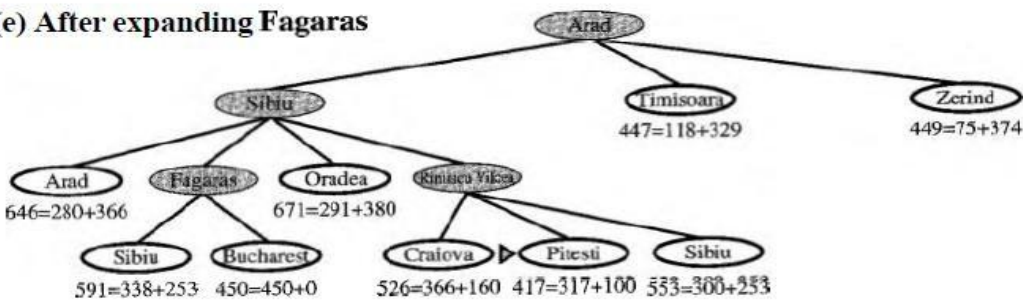 (e) After expanding Fagaras
Arad
Sibiu
Timisoara
Zerind
447=118+329
449=75+374
Arad
Fagaras
Oradea
Rimnicu Vilcea
646=280+366
671=291+380
Sibiu
Bucharest
Craiova
Pitesti
Sibiu
591=338+253
450=450+0
526=366+160
417=317+100
553=300+253